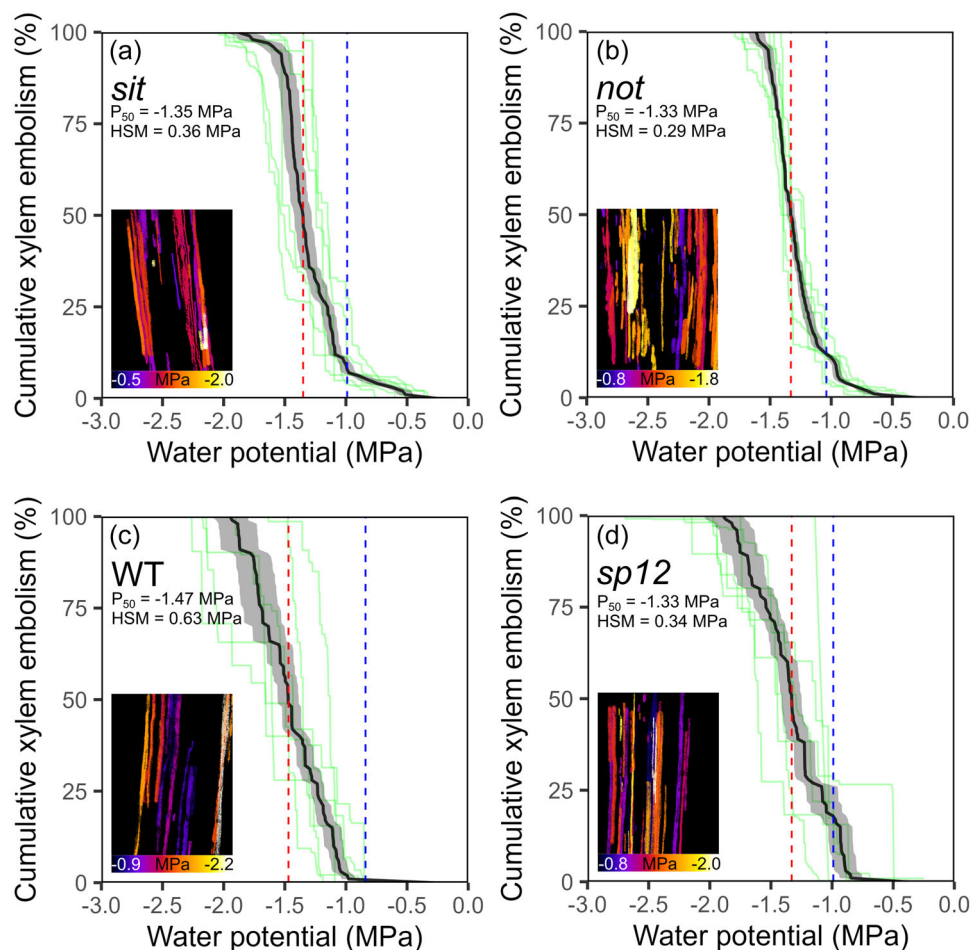 Cumulative xylem embolism (%)
100
75
50
25
0
(a)
sit
P₅₀ = -1.35 MPa
HSM = 0.36 MPa
-0.5 MPa -2.0
-3.0 -2.5 -2.0 -1.5 -1.0 -0.5 0.0
Water potential (MPa)
Cumulative xylem embolism (%)
100
75
50
25
0
(b)
not
P₅₀ = -1.33 MPa
HSM = 0.29 MPa
-0.8 MPa -1.8
-3.0 -2.5 -2.0 -1.5 -1.0 -0.5 0.0
Water potential (MPa)
Cumulative xylem embolism (%)
100
75
50
25
0
(c)
WT
P₅₀ = -1.47 MPa
HSM = 0.63 MPa
-0.9 MPa -2.2
-3.0 -2.5 -2.0 -1.5 -1.0 -0.5 0.0
Water potential (MPa)
Cumulative xylem embolism (%)
100
75
50
25
0
(d)
sp12
P₅₀ = -1.33 MPa
HSM = 0.34 MPa
-0.8 MPa -2.0
-3.0 -2.5 -2.0 -1.5 -1.0 -0.5 0.0
Water potential (MPa)